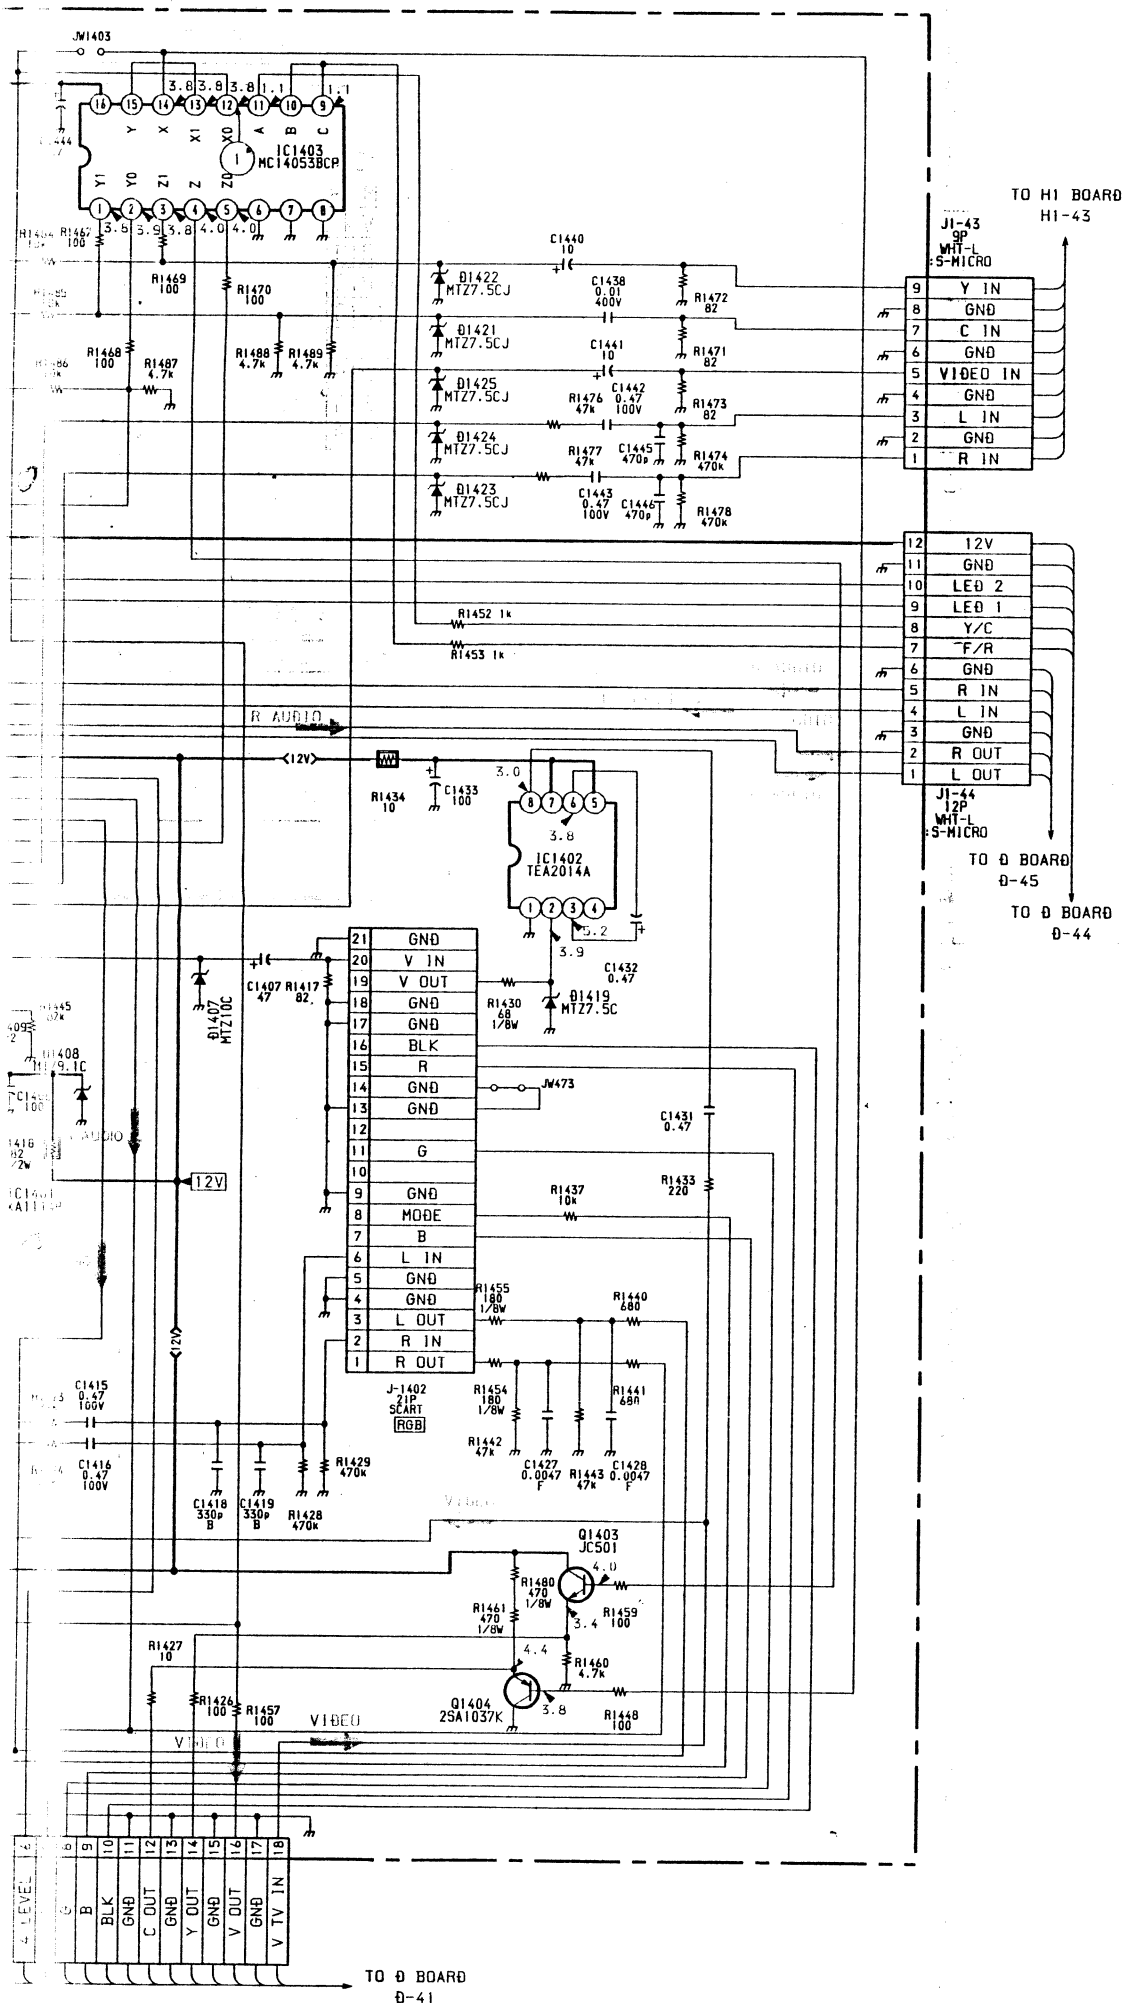 JW1403
3.8
3.8
3.8
1.1
1.1
16
15
14
13
12
11
10
9
Y
X
X1
X0
A
B
C
1
IC1403
MC14053BCP
Y1
Y0
Z1
Z
Z0
1
2
3
4
5
6
7
8
3.8
3.9
3.8
4.0
4.0
R1467
100
R1469
100
R1470
100
R1468
100
R1487
4.7k
R1488
4.7k
R1489
4.7k
D1422
MTZ7.5CJ
D1421
MTZ7.5CJ
D1425
MTZ7.5CJ
D1424
MTZ7.5CJ
D1423
MTZ7.5CJ
C1440
10
C1438
0.01
400V
C1441
10
R1476
47k
C1442
0.47
100V
R1477
47k
C1443
0.47
100V
C1445
470p
C1446
470p
R1472
82
R1471
82
R1473
82
R1474
470k
R1478
470k
TO H1 BOARD
H1-43
J1-43
9P
WHT-L
:S-MICRO
9 Y IN
8 GND
7 C IN
6 GND
5 VIDEO IN
4 GND
3 L IN
2 GND
1 R IN
12 12V
11 GND
10 LED 2
9 LED 1
8 Y/C
7 F/R
6 GND
5 R IN
4 L IN
3 GND
2 R OUT
1 L OUT
J1-44
12P
WHT-L
:S-MICRO
TO D BOARD
D-45
TO D BOARD
D-44
R1452 1k
R1453 1k
R AUDIO
12V
R1434
10
C1433
100
3.0
8
7
6
5
3.8
IC1402
TEA2014A
1
2
3
4
5.2
3.9
C1432
0.47
R1430
68
1/8W
D1419
MTZ7.5C
D1407
MTZ10C
C1407
47
R1417
82
21 GND
20 V IN
19 V OUT
18 GND
17 GND
16 BLK
15 R
14 GND
13 GND
12
11 G
10
9 GND
8 MODE
7 B
6 L IN
5 GND
4 GND
3 L OUT
2 R IN
1 R OUT
J-1402
21P
SCART
RGB
JW473
C1431
0.47
R1433
220
R1437
10k
12V
AUDIO
12V
R1455
180
1/8W
R1440
680
R1454
180
1/8W
R1441
680
R1442
47k
C1427
0.0047
F
R1443
47k
C1428
0.0047
F
C1415
0.47
100V
C1416
0.47
100V
C1418
330p
B
C1419
330p
B
R1429
470k
R1428
470k
VIDEO
Q1403
JC501
4.0
R1480
470
1/8W
R1461
470
1/8W
3.4
R1459
100
4.4
R1460
4.7k
Q1404
2SA1037K
3.8
R1448
100
R1427
10
R1426
100
R1457
100
VIDEO
VIDEO
4 LEVEL
8 G
9 B
10 BLK
11 GND
12 C OUT
13 GND
14 Y OUT
15 GND
16 V OUT
17 GND
18 V TV IN
TO D BOARD
D-41